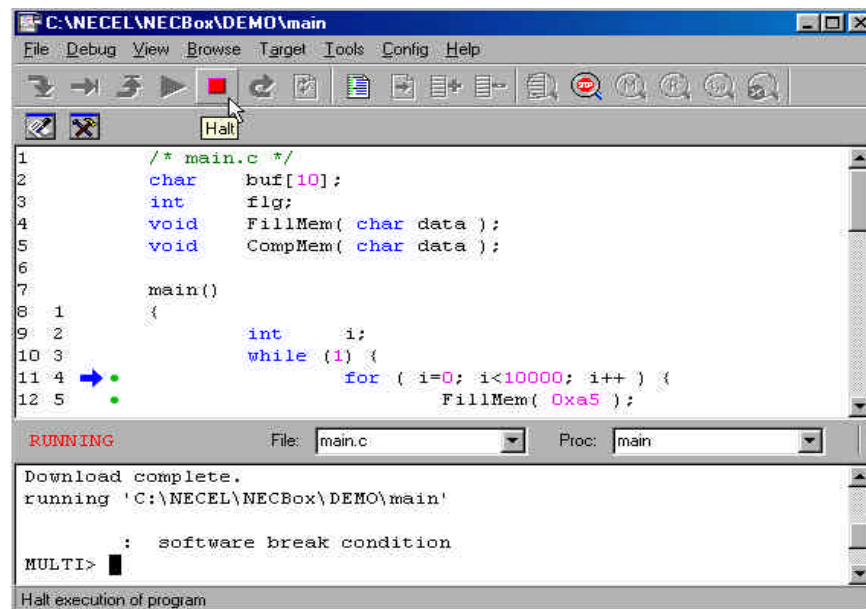 C:\NECEL\NECBox\DEMO\main
File Debug View Browse Target Tools Config Help
STOP
Halt
1 /* main.c */
2 char buf[10];
3 int flg;
4 void FillMem( char data );
5 void CompMem( char data );
6
7 main()
8 1 {
9 2 int i;
10 3 while (1) {
11 4 for ( i=0; i<10000; i++ ) {
12 5 FillMem( 0xa5 );
RUNNING File: main.c Proc: main
Download complete.
running 'C:\NECEL\NECBox\DEMO\main'
: software break condition
MULTI>
Halt execution of program